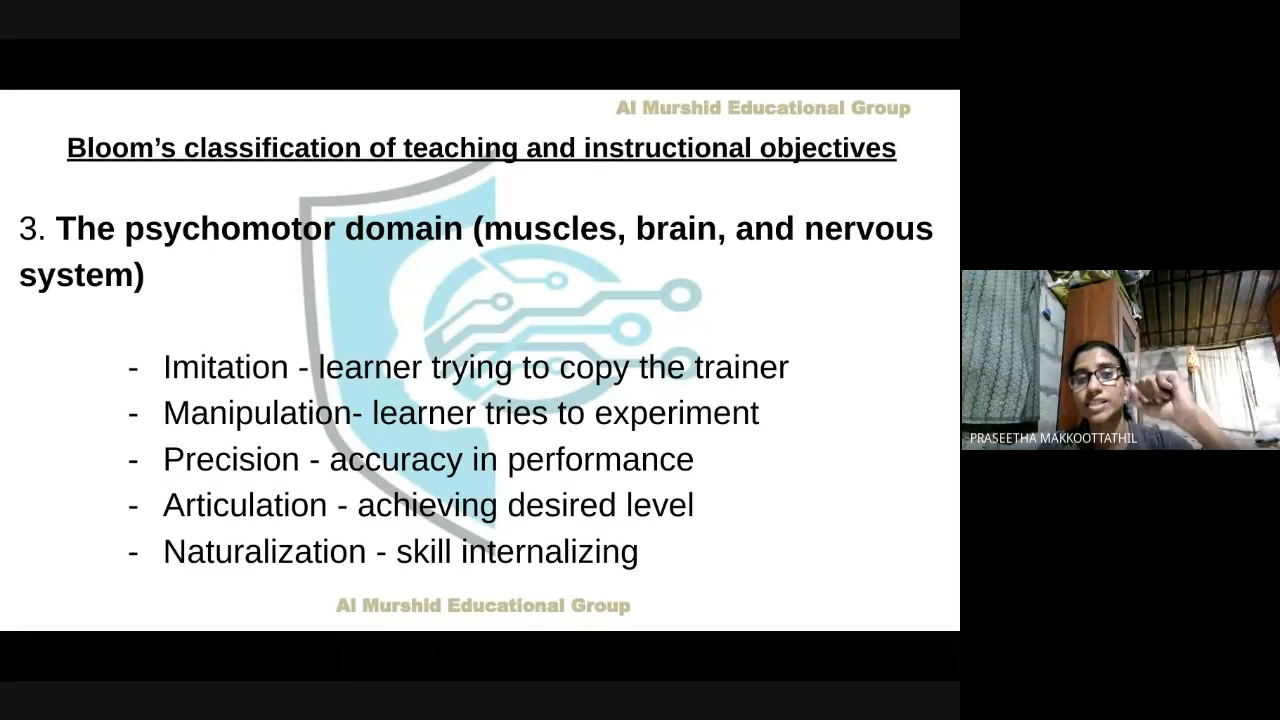 Al Murshid Educational Group
Bloom’s classification of teaching and instructional objectives
3. The psychomotor domain (muscles, brain, and nervous
system)
- Imitation - learner trying to copy the trainer
- Manipulation- learner tries to experiment
- Precision - accuracy in performance
- Articulation - achieving desired level
- Naturalization - skill internalizing
Al Murshid Educational Group
PRASEETHA MAKKOOTTATHIL